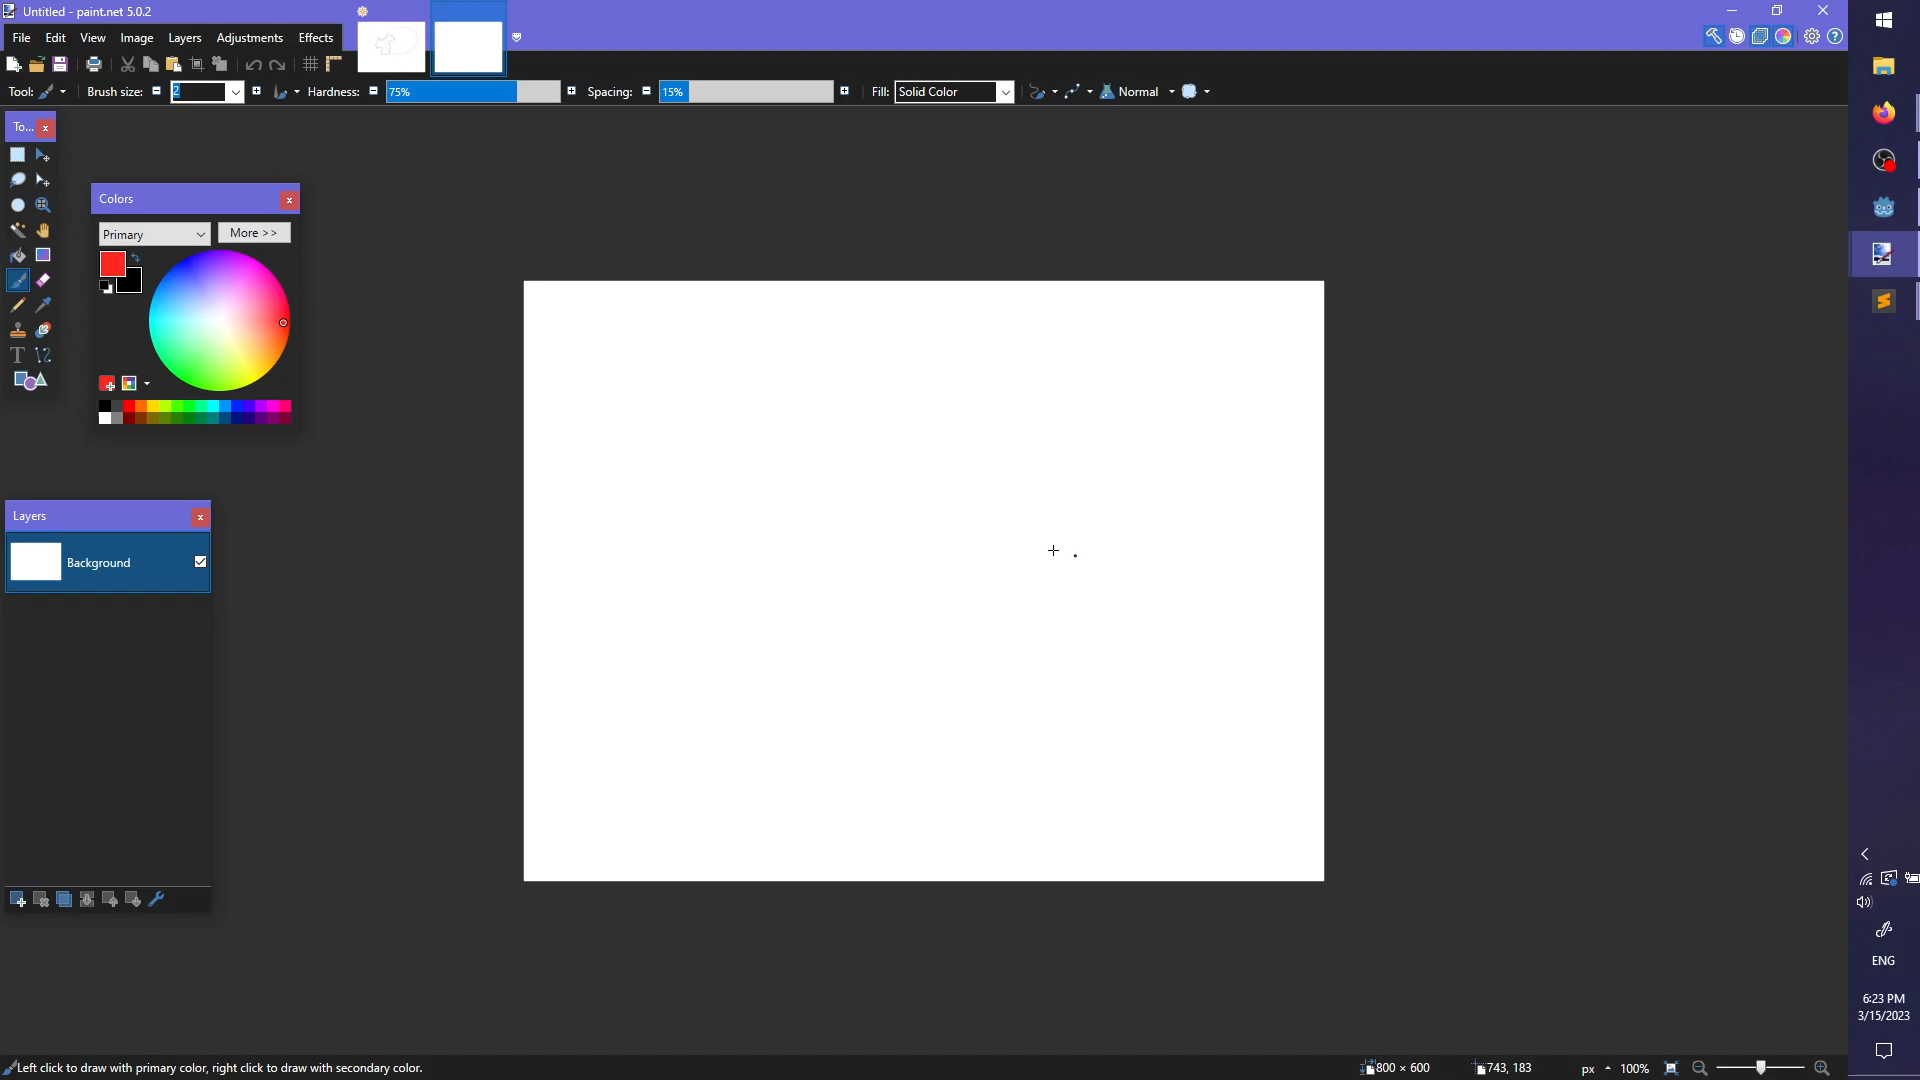 Untitled - paint.net 5.0.2
File Edit View Image Layers Adjustments Effects
Tool: Brush size: 2 Hardness: 75% Spacing: 15% Fill: Solid Color Normal
To...
Colors
Primary More >>
Layers
Background
ENG
6:23 PM
3/15/2023
Left click to draw with primary color, right click to draw with secondary color. 800 × 600 743, 183 px 100%